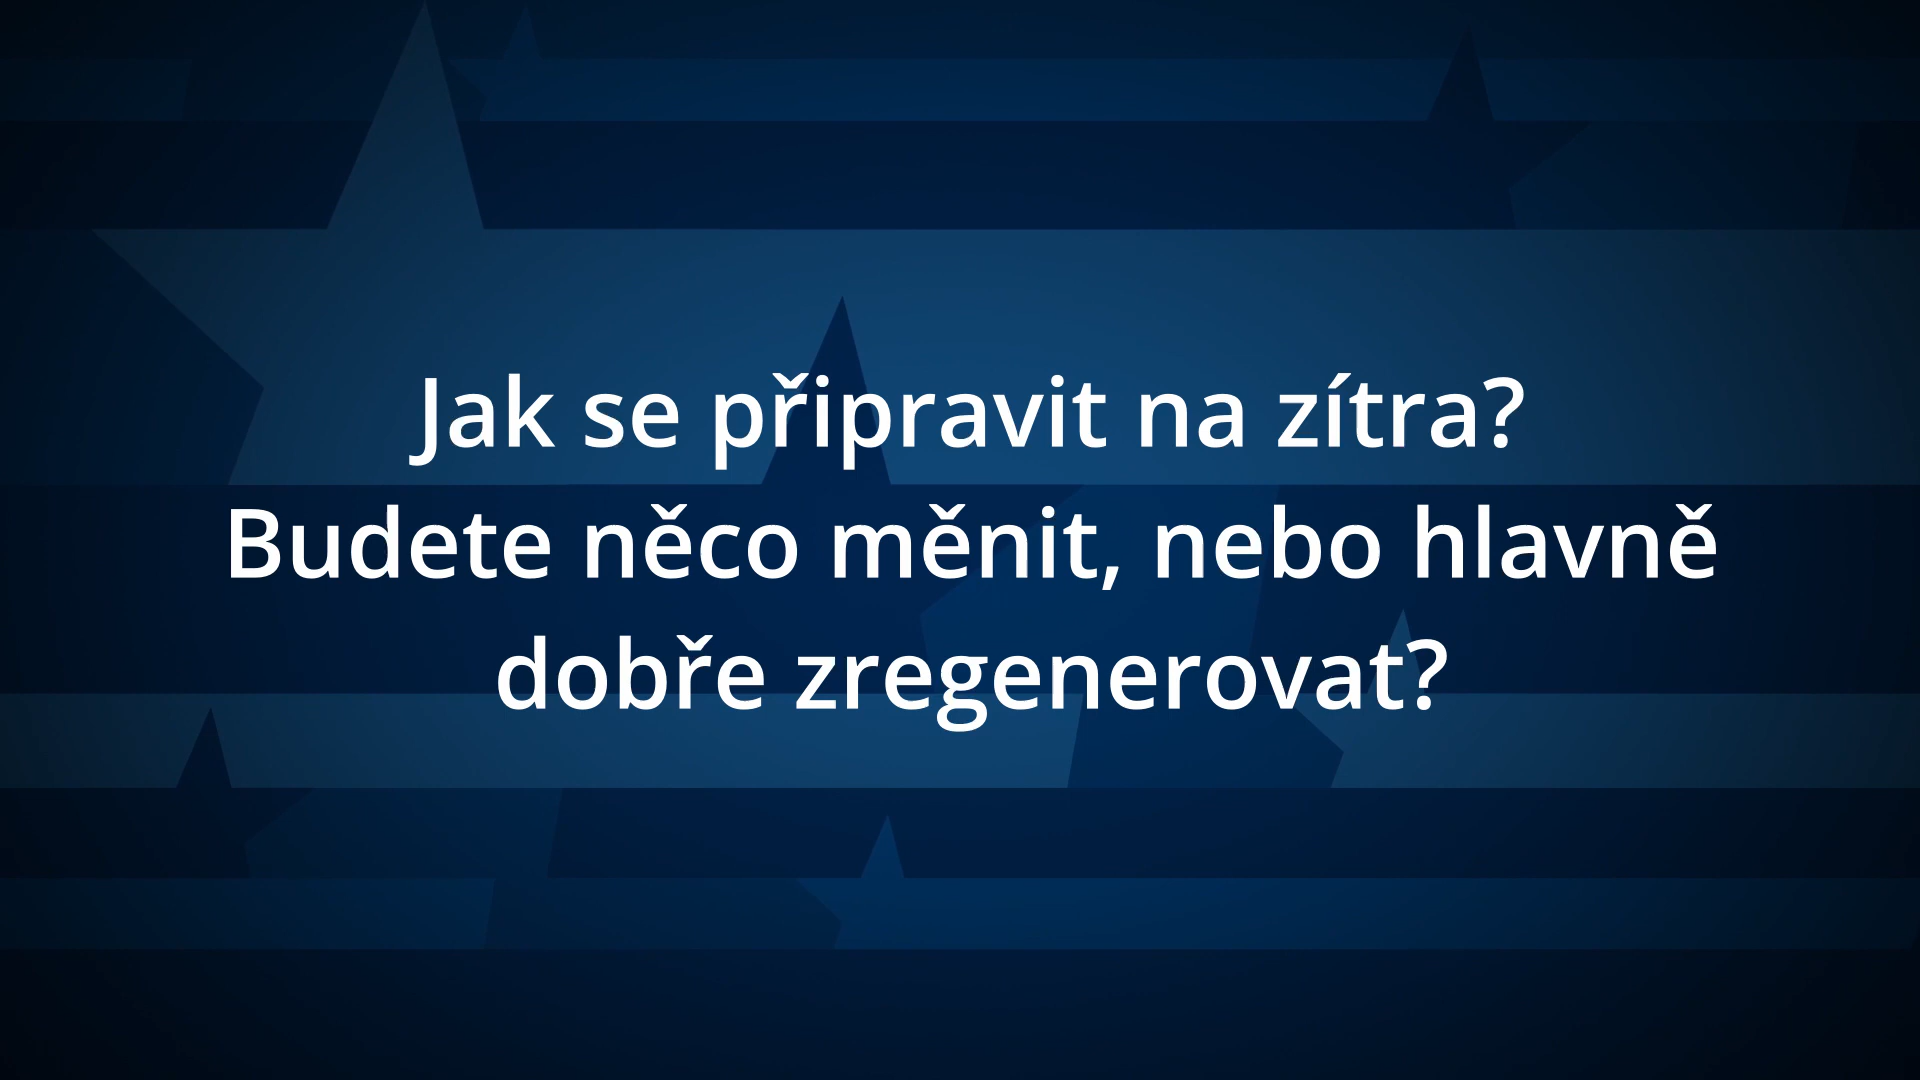 Jak se připravit na zítra?
Budete něco měnit, nebo hlavně
dobře zregenerovat?